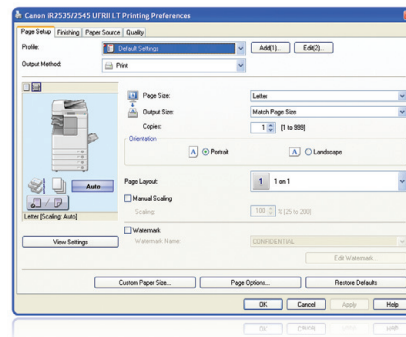 Canon iR2535/2545 UFRII LT Printing Preferences
Page Setup Finishing Paper Source Quality
Profile: Default Settings Add(1)... Edit(2)...
Output Method: Print
Page Size: Letter
Output Size: Match Page Size
Copies: 1 [1 to 999]
Orientation
A Portrait A Landscape
Auto
Page Layout: 1 1 on 1
Manual Scaling
Scaling: 100 % [25 to 200]
Letter [Scaling: Auto]
Watermark
View Settings
Watermark Name: CONFIDENTIAL
Edit Watermark...
Custom Paper Size... Page Options... Restore Defaults
OK Cancel Apply Help